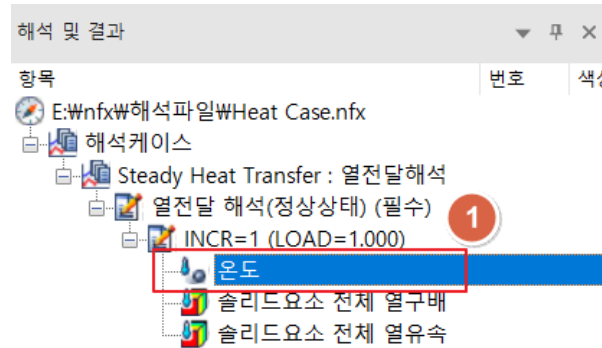 해석 및 결과
항목 번호 색상
E:₩nfx₩해석파일₩Heat Case.nfx
해석케이스
Steady Heat Transfer : 열전달해석
열전달 해석(정상상태) (필수)
1
INCR=1 (LOAD=1.000)
온도
솔리드요소 전체 열구배
솔리드요소 전체 열유속